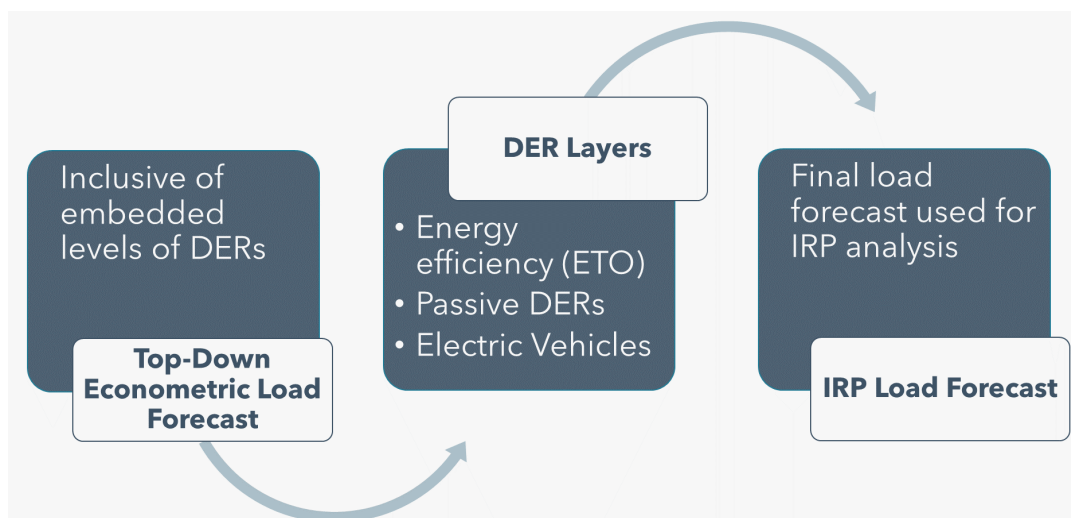 Inclusive of
embedded
levels of DERs
Top-Down
Econometric Load
Forecast
DER Layers
• Energy
efficiency (ETO)
• Passive DERs
• Electric Vehicles
Final load
forecast used for
IRP analysis
IRP Load Forecast